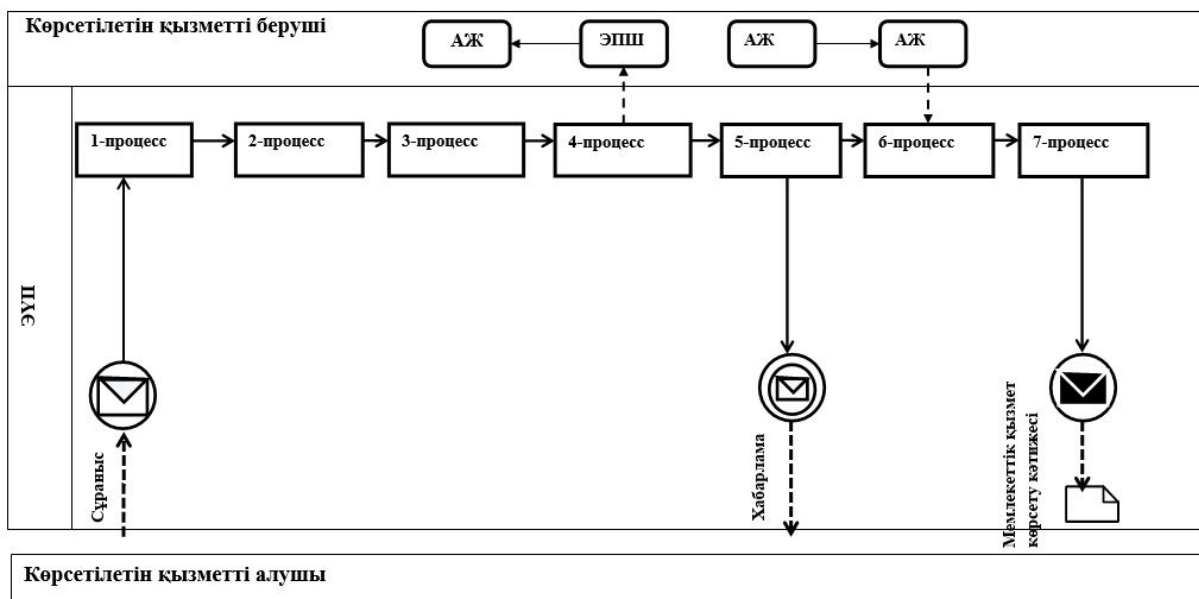 Көрсетілетін қызметті беруші
АЖ
ЭПШ
АЖ
АЖ
ЭҮП
1-процесс
2-процесс
3-процесс
4-процесс
5-процесс
6-процесс
7-процесс
Сұраныс
Хабарлама
Мемлекеттік қызмет
көрсету кәтижесі
Көрсетілетін қызметті алушы